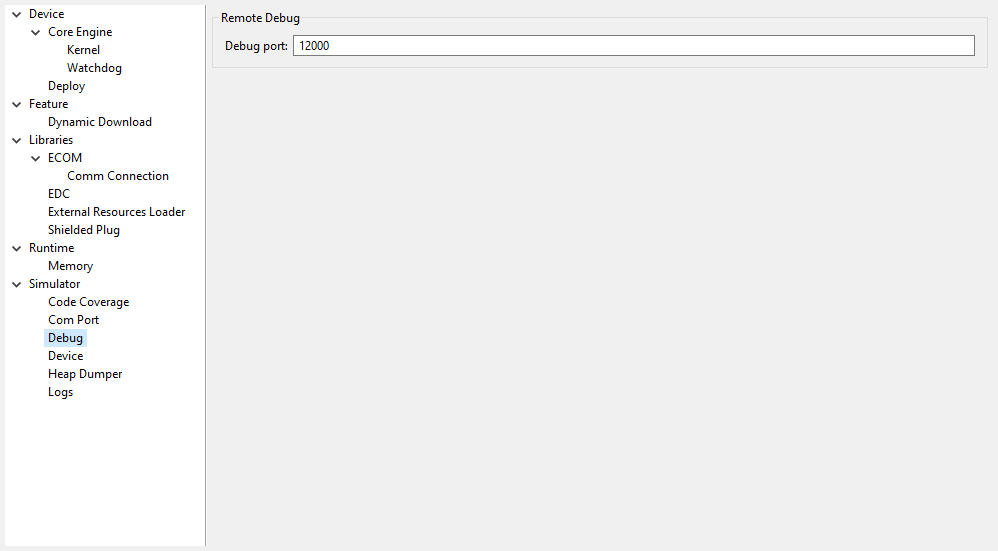 Device
Core Engine
Kernel
Watchdog
Deploy
Feature
Dynamic Download
Libraries
ECOM
Comm Connection
EDC
External Resources Loader
Shielded Plug
Runtime
Memory
Simulator
Code Coverage
Com Port
Debug
Device
Heap Dumper
Logs
Remote Debug
Debug port: 12000